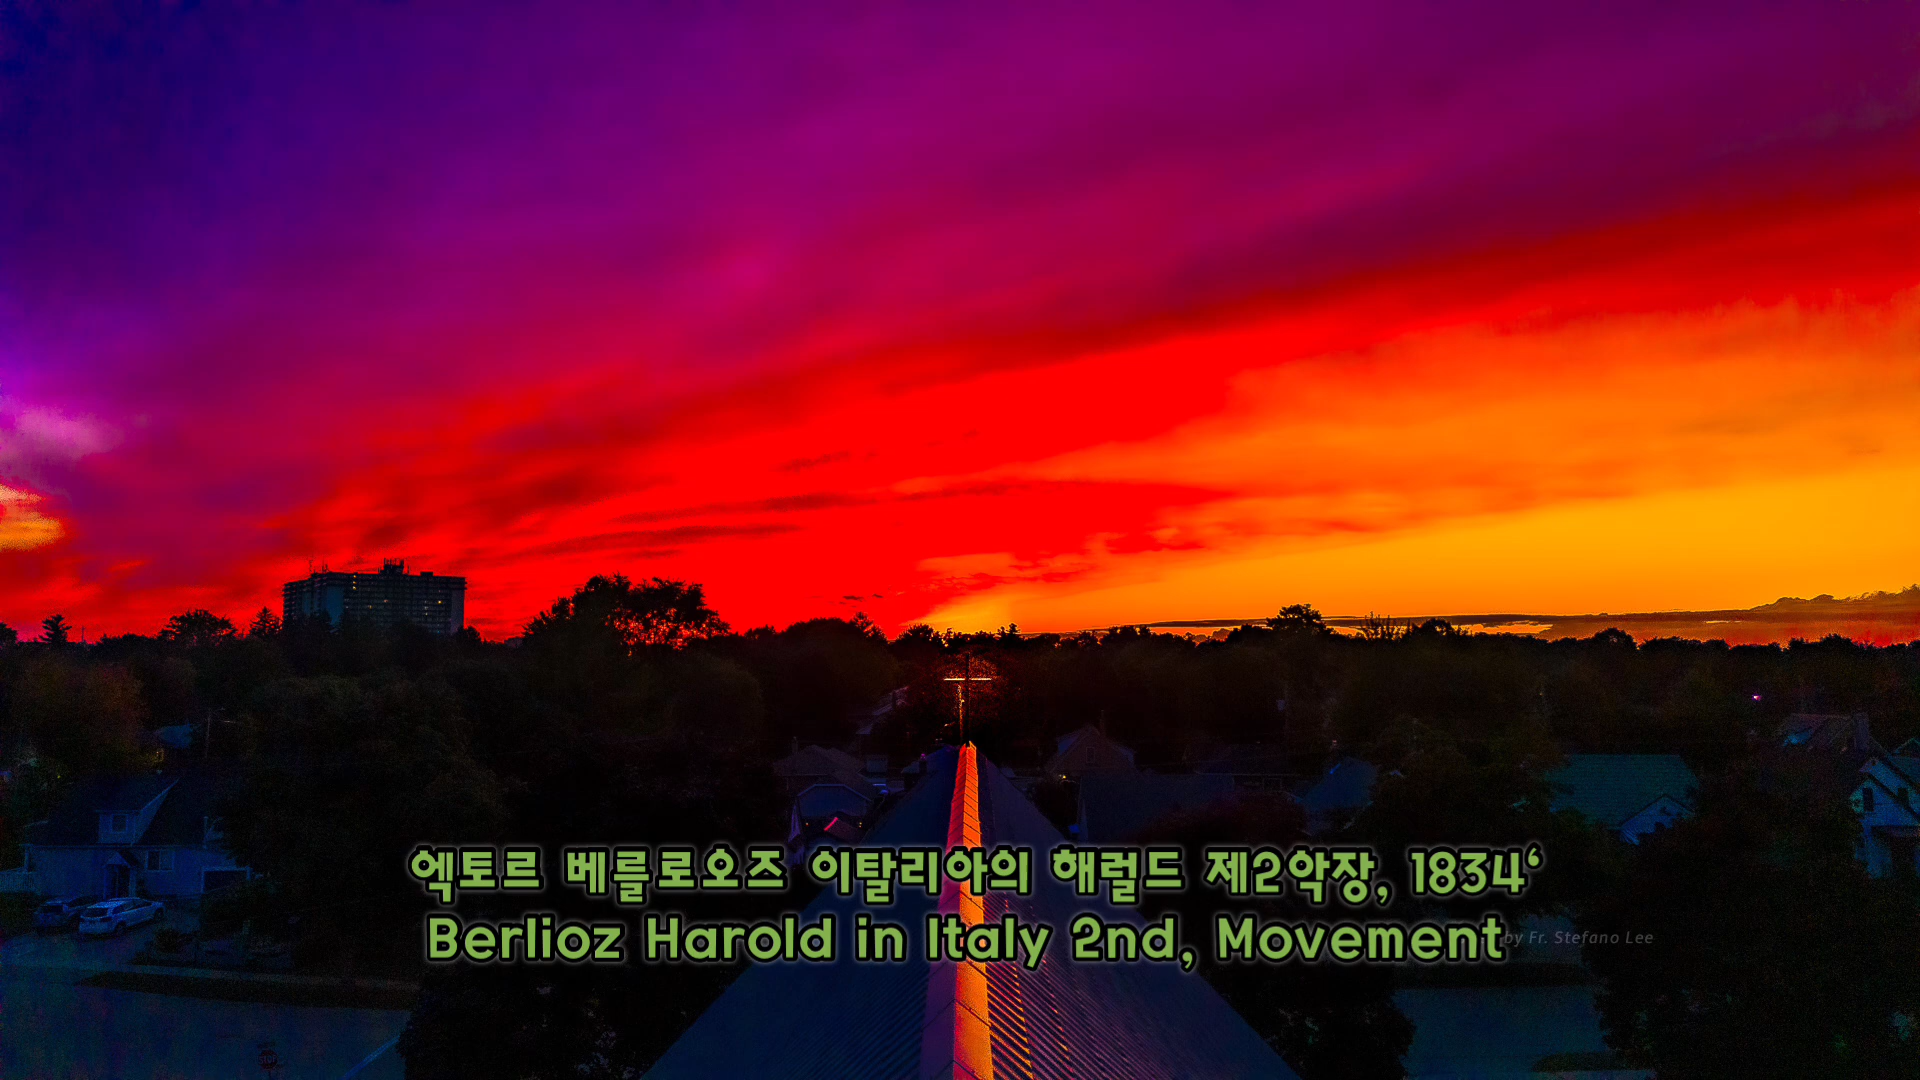 엑토르 베를로오즈 이탈리아의 해럴드 제2악장, 1834‘
Berlioz Harold in Italy 2nd, Movement
by Fr. Stefano Lee